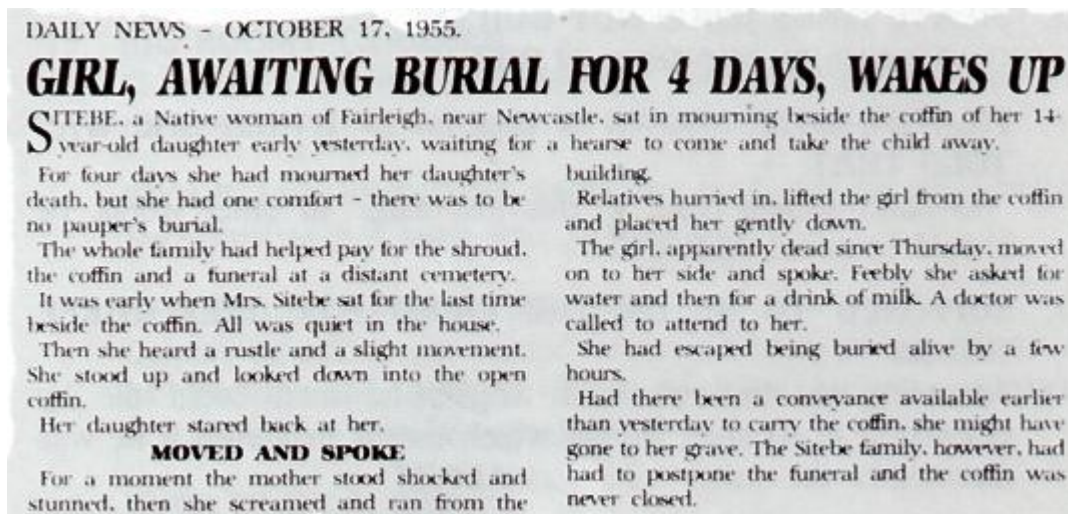 DAILY NEWS - OCTOBER 17, 1955.
GIRL, AWAITING BURIAL FOR 4 DAYS, WAKES UP
SITEBE, a Native woman of Fairleigh, near Newcastle, sat in mourning beside the coffin of her 14-
year-old daughter early yesterday, waiting for a hearse to come and take the child away.
For four days she had mourned her daughter's
death, but she had one comfort - there was to be
no pauper's burial.
The whole family had helped pay for the shroud,
the coffin and a funeral at a distant cemetery.
It was early when Mrs. Sitebe sat for the last time
beside the coffin. All was quiet in the house.
Then she heard a rustle and a slight movement.
She stood up and looked down into the open
coffin.
Her daughter stared back at her.
MOVED AND SPOKE
For a moment the mother stood shocked and
stunned, then she screamed and ran from the
building.
Relatives hurried in, lifted the girl from the coffin
and placed her gently down.
The girl, apparently dead since Thursday, moved
on to her side and spoke. Feebly she asked for
water and then for a drink of milk. A doctor was
called to attend to her.
She had escaped being buried alive by a few
hours.
Had there been a conveyance available earlier
than yesterday to carry the coffin, she might have
gone to her grave. The Sitebe family, however, had
had to postpone the funeral and the coffin was
never closed.